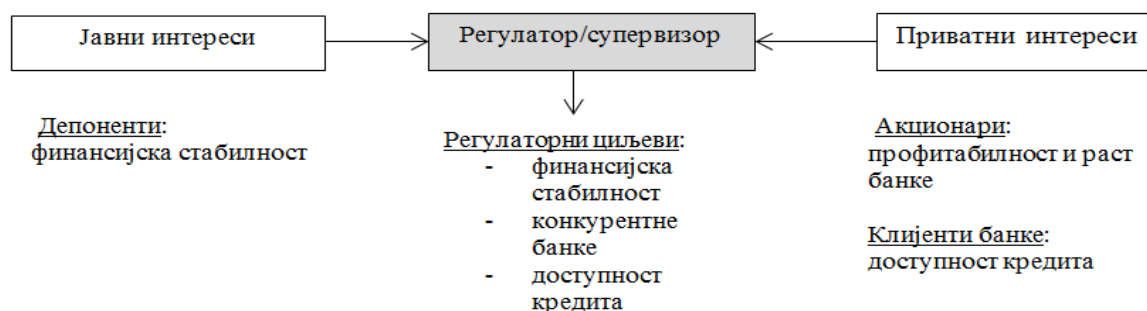 Јавни интереси
Регулатор/супервизор
Приватни интереси
Депоненти:
финансијска стабилност
Регулаторни циљеви:
- финансијска
стабилност
- конкурентне
банке
- доступност
кредита
Акционари:
профитабилност и раст
банке
Клијенти банке:
доступност кредита